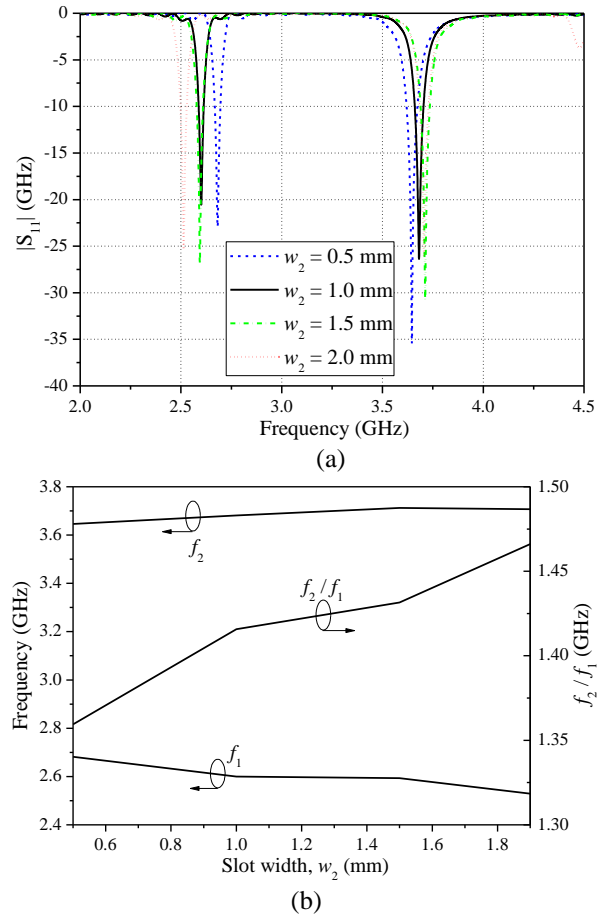 0
-5
-10
-15
-20
-25
-30
-35
-40
|S11| (GHz)
w2 = 0.5 mm
w2 = 1.0 mm
w2 = 1.5 mm
w2 = 2.0 mm
2.0 2.5 3.0 3.5 4.0 4.5
Frequency (GHz)
(a)
3.8
3.6
3.4
3.2
3.0
2.8
2.6
2.4
Frequency (GHz)
f2
f2/f1
f1
1.50
1.45
1.40
1.35
1.30
f2 / f1 (GHz)
0.6 0.8 1.0 1.2 1.4 1.6 1.8
Slot width, w2 (mm)
(b)